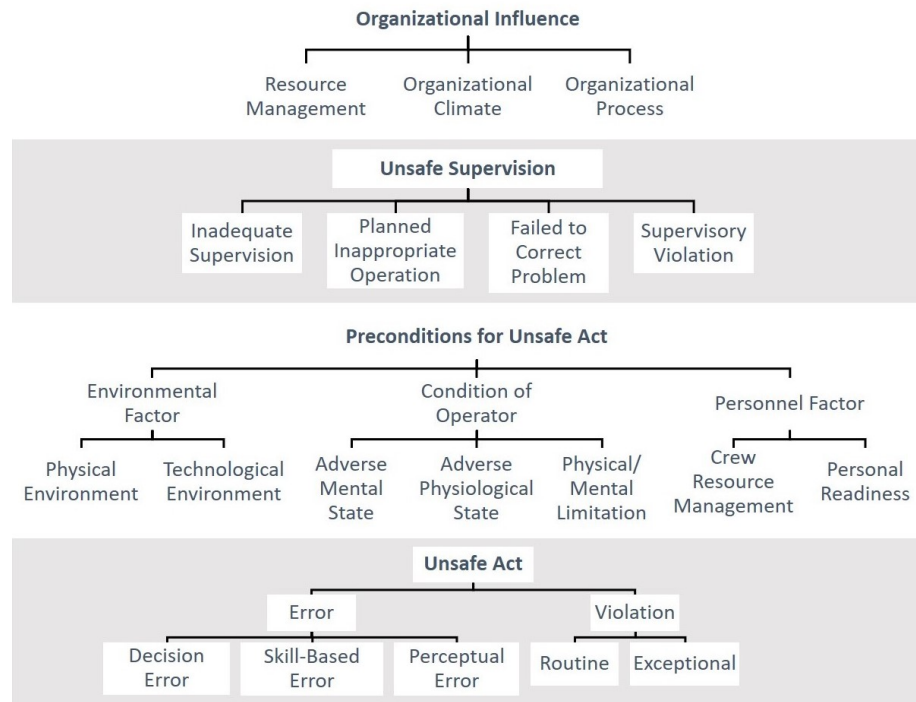 Organizational Influence
Resource
Management
Organizational
Climate
Organizational
Process
Unsafe Supervision
Inadequate
Supervision
Planned
Inappropriate
Operation
Failed to
Correct
Problem
Supervisory
Violation
Preconditions for Unsafe Act
Environmental
Factor
Condition of
Operator
Personnel Factor
Physical
Environment
Technological
Environment
Adverse
Mental
State
Adverse
Physiological
State
Physical/
Mental
Limitation
Crew
Resource
Management
Personal
Readiness
Unsafe Act
Error
Violation
Decision
Error
Skill-Based
Error
Perceptual
Error
Routine
Exceptional